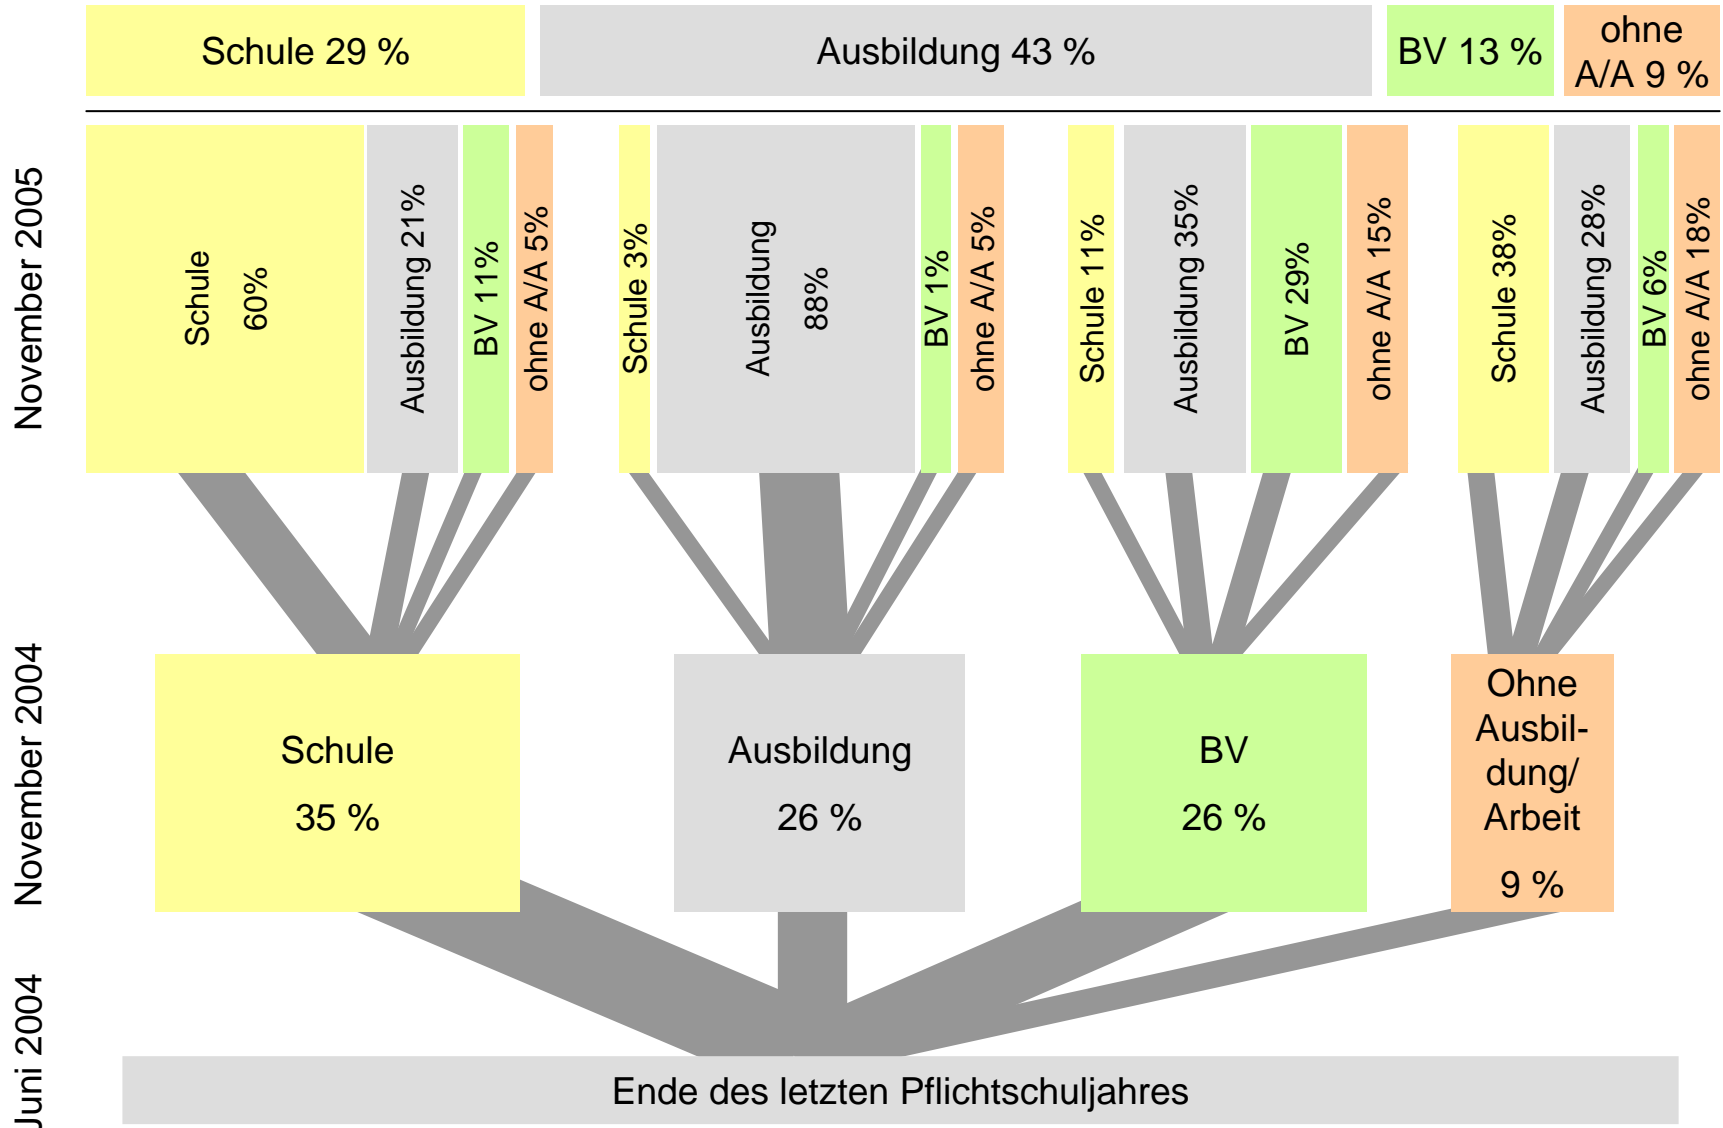 Schule 29 %
Ausbildung 43 %
BV 13 %
ohne
A/A 9 %
November 2005
Schule
60%
Ausbildung 21%
BV 11%
ohne A/A 5%
Schule 3%
Ausbildung
88%
BV 1%
ohne A/A 5%
Schule 11%
Ausbildung 35%
BV 29%
ohne A/A 15%
Schule 38%
Ausbildung 28%
BV 6%
ohne A/A 18%
November 2004
Schule
35 %
Ausbildung
26 %
BV
26 %
Ohne
Ausbil-
dung/
Arbeit
9 %
Juni 2004
Ende des letzten Pflichtschuljahres